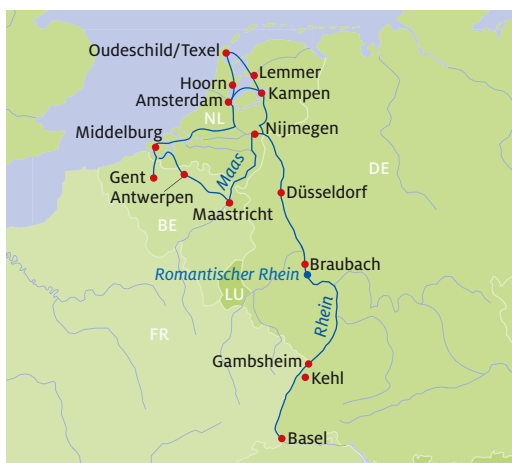 Oudeschild/Texel
Lemmer
Hoorn
Kampen
Amsterdam
NL
Nijmegen
Middelburg
DE
Maas
Gent
Antwerpen
Düsseldorf
Maastricht
BE
Braubach
Romantischer Rhein
LU
Rhein
FR
Gambsheim
Kehl
Basel